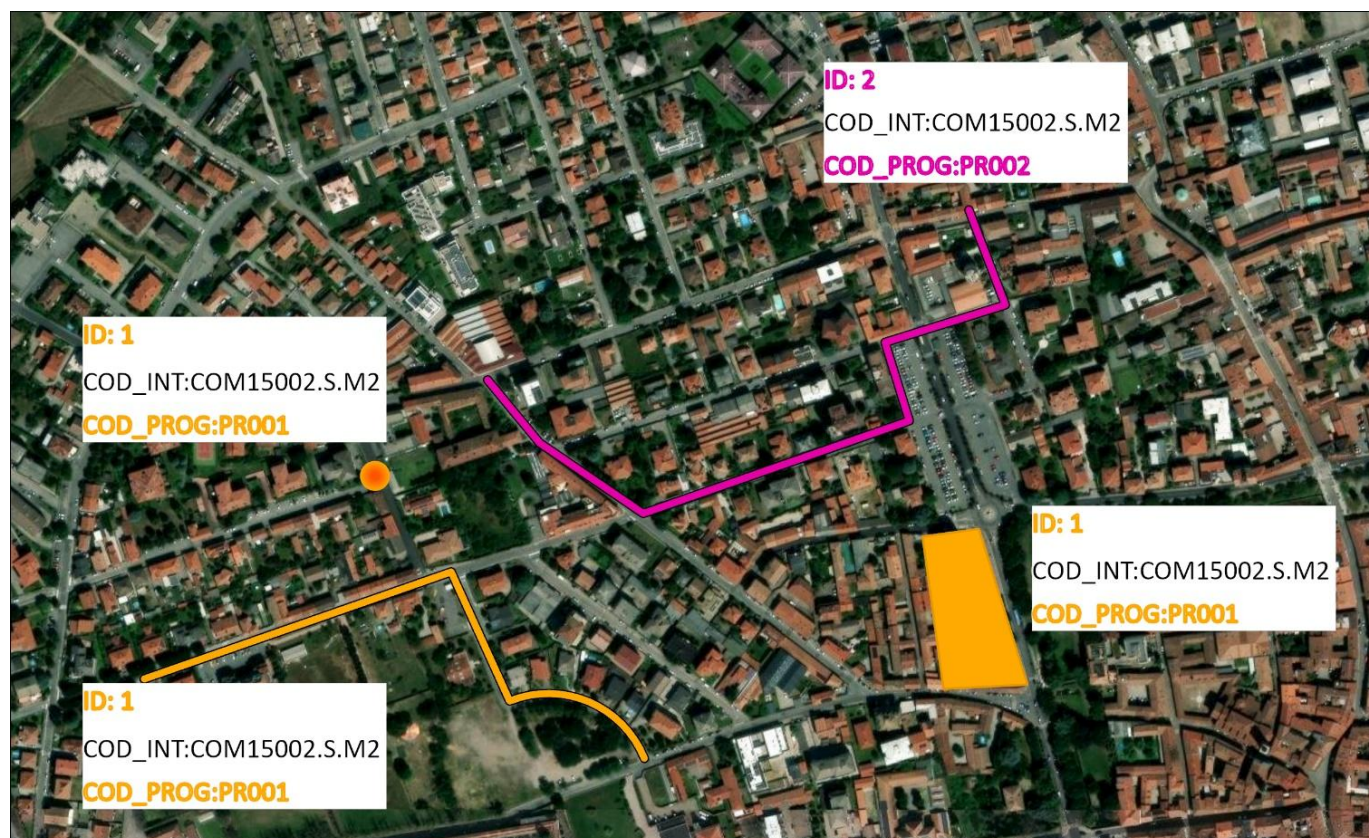 ID: 2
COD_INT:COM15002.S.M2
COD_PROG:PR002
ID: 1
COD_INT:COM15002.S.M2
COD_PROG:PR001
ID: 1
COD_INT:COM15002.S.M2
COD_PROG:PR001
ID: 1
COD_INT:COM15002.S.M2
COD_PROG:PR001